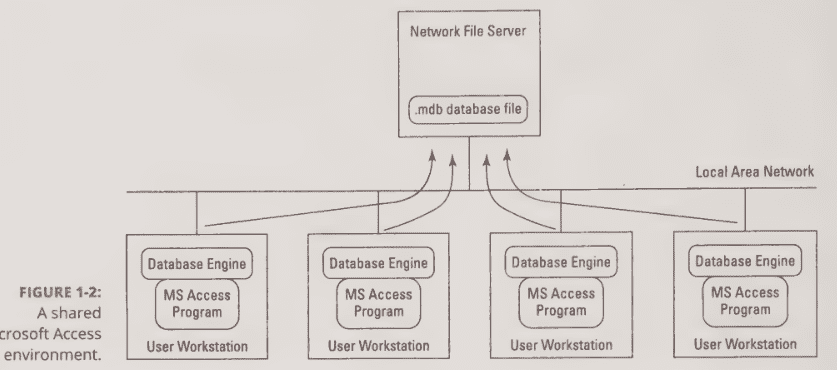 Network File Server
.mdb database file
Local Area Network
Database Engine
MS Access
Program
User Workstation
Database Engine
MS Access
Program
User Workstation
Database Engine
MS Access
Program
User Workstation
Database Engine
MS Access
Program
User Workstation
FIGURE 1-2:
A shared
crosoft Access
environment.